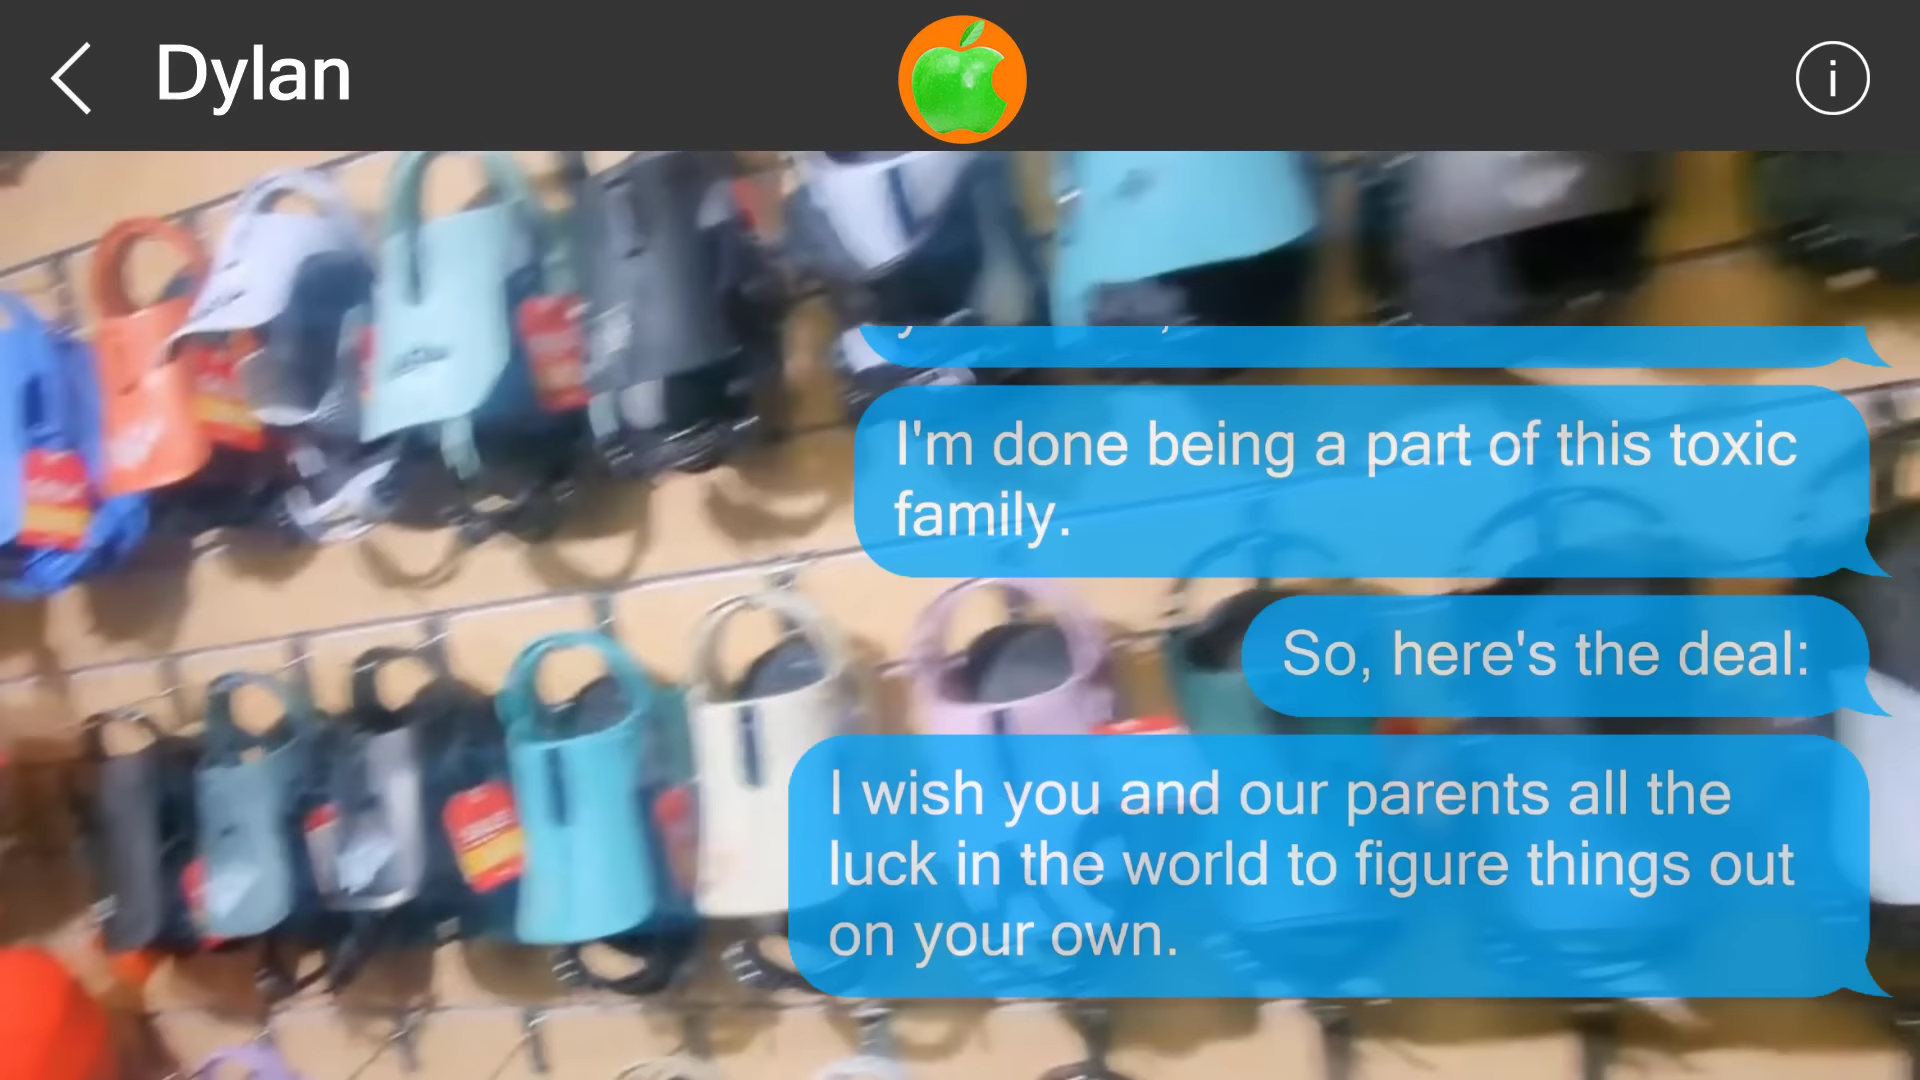 Dylan
I'm done being a part of this toxic
family.
So, here's the deal:
I wish you and our parents all the
luck in the world to figure things out
on your own.